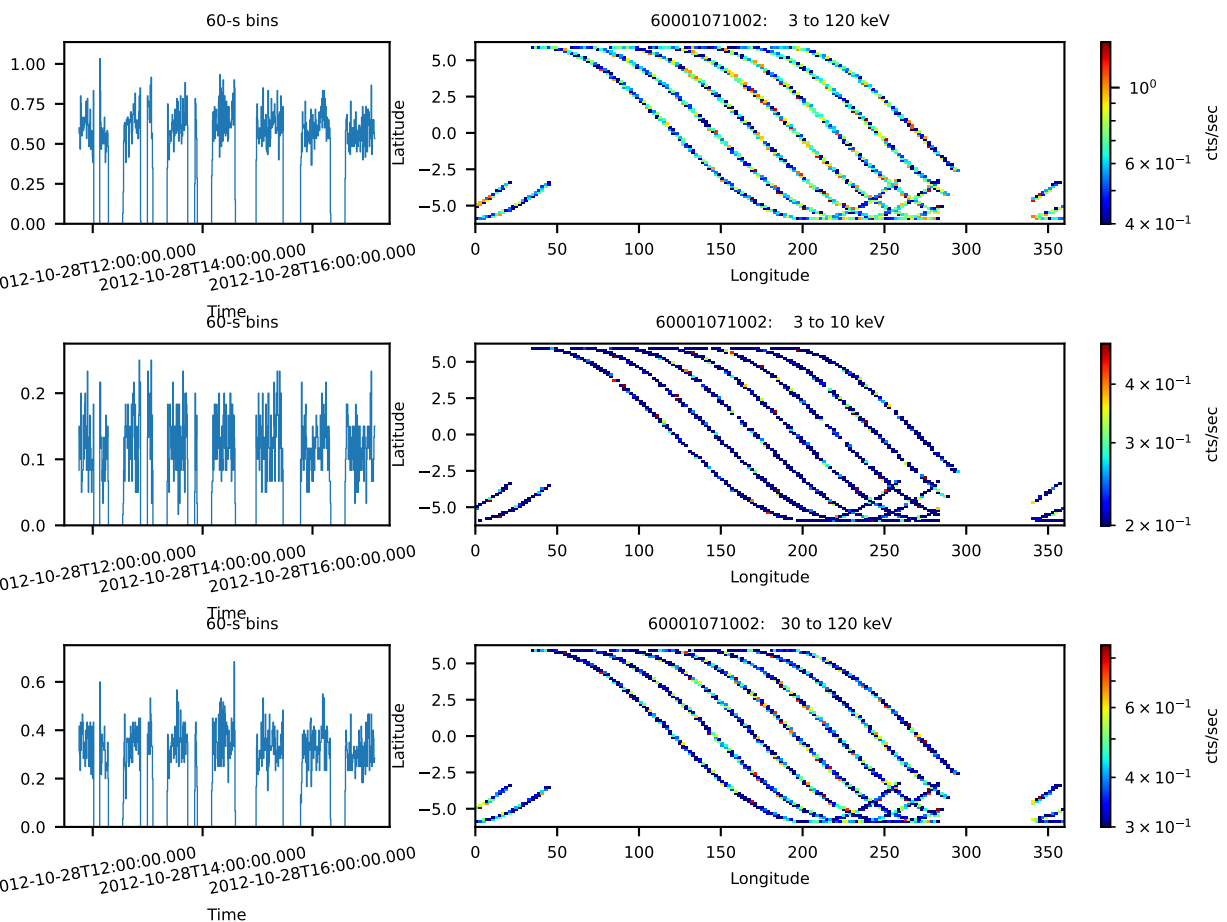 60-s bins
60001071002: 3 to 120 keV
1.00
0.75
0.50
0.25
0.00
012-10-28T12:00:00.000
2012-10-28T14:00:00.000
2012-10-28T16:00:00.000
Time
Latitude
5.0
2.5
0.0
−2.5
−5.0
0 50 100 150 200 250 300 350
Longitude
10⁰
6 × 10⁻¹
4 × 10⁻¹
cts/sec
60-s bins
60001071002: 3 to 10 keV
0.2
0.1
0.0
012-10-28T12:00:00.000
2012-10-28T14:00:00.000
2012-10-28T16:00:00.000
Time
Latitude
5.0
2.5
0.0
−2.5
−5.0
0 50 100 150 200 250 300 350
Longitude
4 × 10⁻¹
3 × 10⁻¹
2 × 10⁻¹
cts/sec
60-s bins
60001071002: 30 to 120 keV
0.6
0.4
0.2
0.0
012-10-28T12:00:00.000
2012-10-28T14:00:00.000
2012-10-28T16:00:00.000
Time
Latitude
5.0
2.5
0.0
−2.5
−5.0
0 50 100 150 200 250 300 350
Longitude
6 × 10⁻¹
4 × 10⁻¹
3 × 10⁻¹
cts/sec